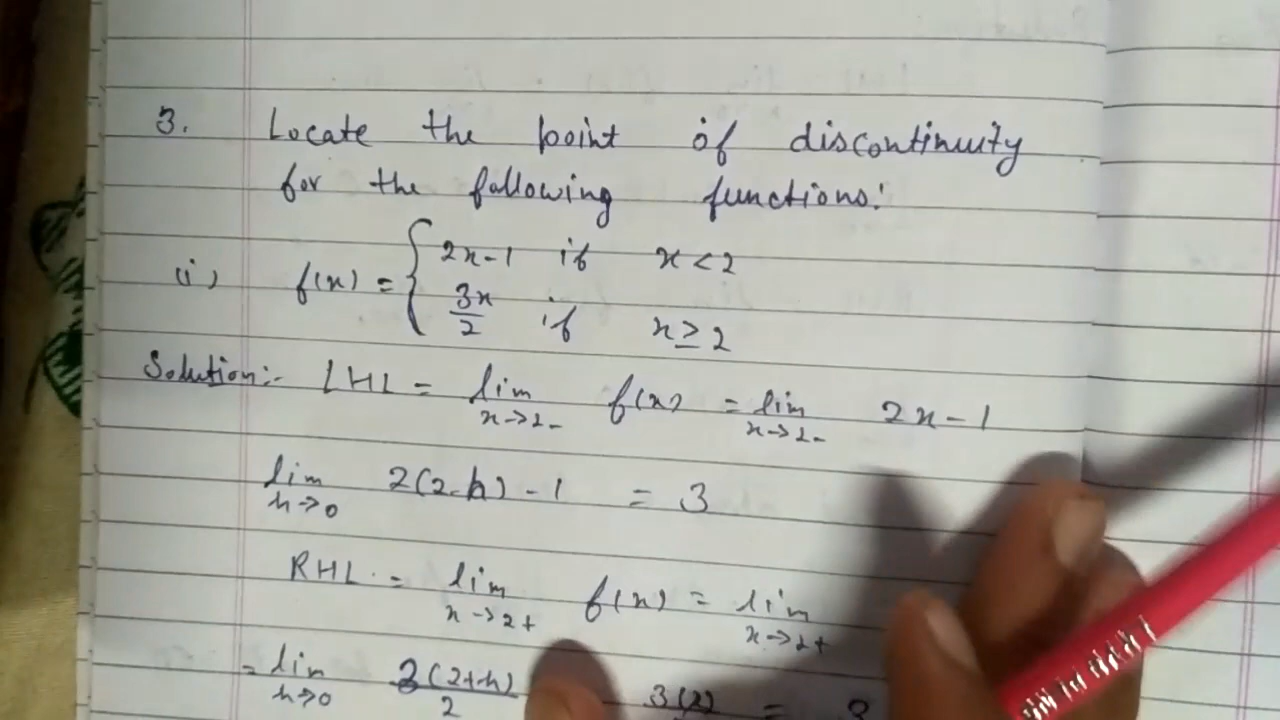 3. Locate the point of discontinuity
for the following functions:
(i) f(x) = { 2x-1 if x < 2
3x/2 if x ≥ 2
Solution:- LHL = lim x→2- f(x) = lim x→2- 2x-1
lim h→0 2(2-h)-1 = 3
RHL = lim x→2+ f(x) = lim x→2+
= lim h→0 3(2+h)/2 3(2) =